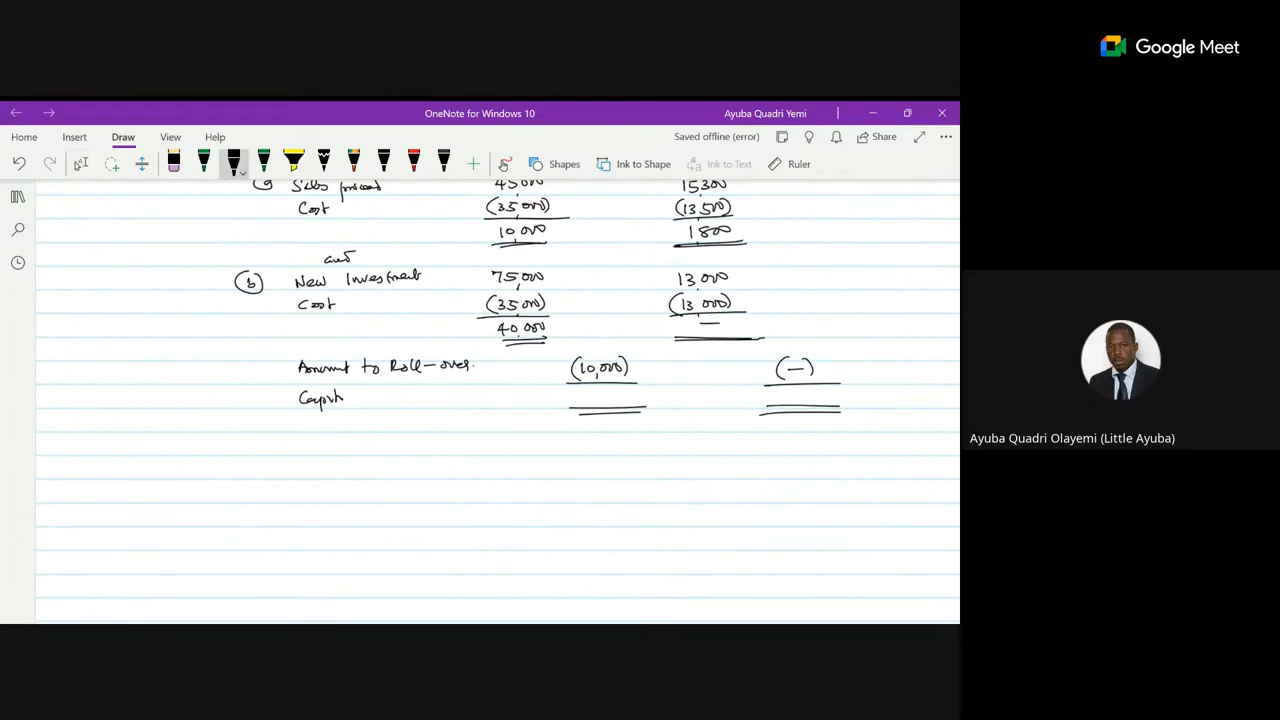 Google Meet
OneNote for Windows 10
Ayuba Quadri Yemi
Home Insert Draw View Help
Saved offline (error)
Share
Shapes
Ink to Shape
Ink to Text
Ruler
Sales proceed 45,000 15,300
Cost (35,000) (13,500)
10,000 1,800
and
(b) New Investment 75,000 13,000
Cost (35,000) (13,000)
40,000 —
Amount to Roll-over. (10,000) (—)
Capit
Ayuba Quadri Olayemi (Little Ayuba)